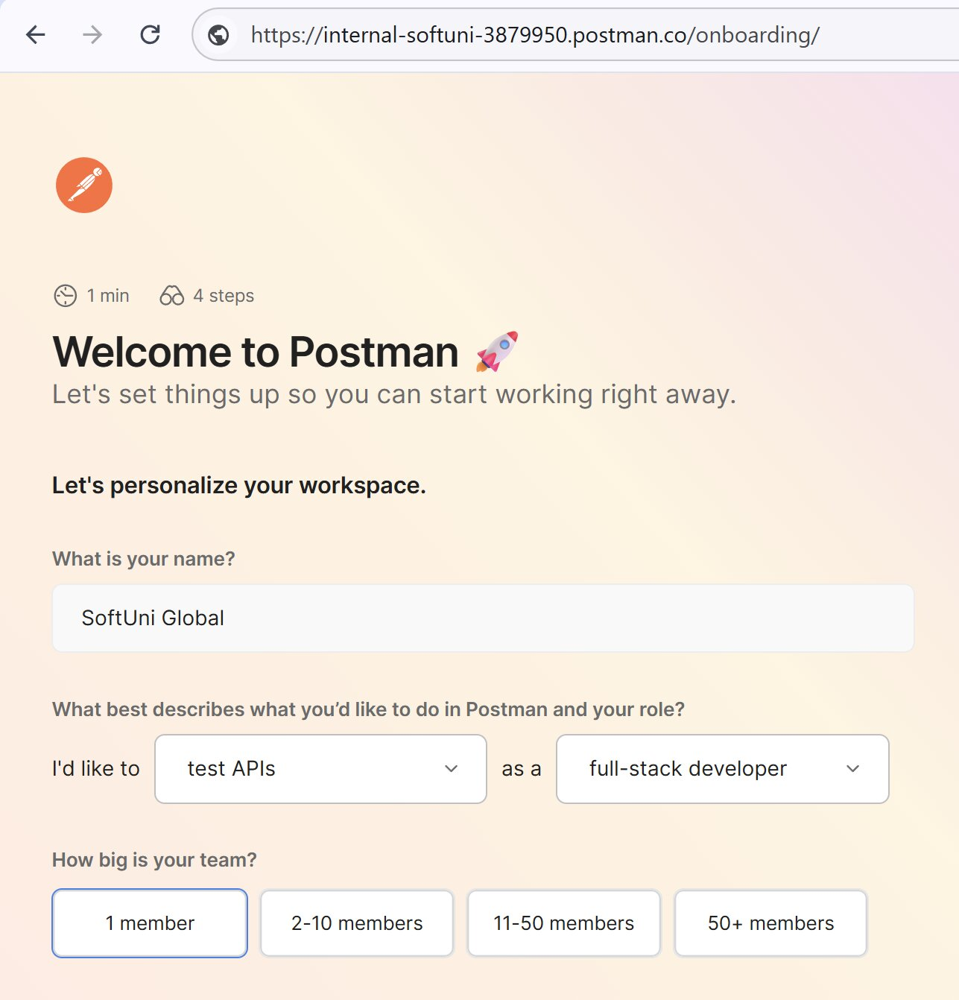 https://internal-softuni-3879950.postman.co/onboarding/
1 min 4 steps
Welcome to Postman 🚀
Let's set things up so you can start working right away.
Let's personalize your workspace.
What is your name?
SoftUni Global
What best describes what you’d like to do in Postman and your role?
I'd like to test APIs as a full-stack developer
How big is your team?
1 member 2-10 members 11-50 members 50+ members